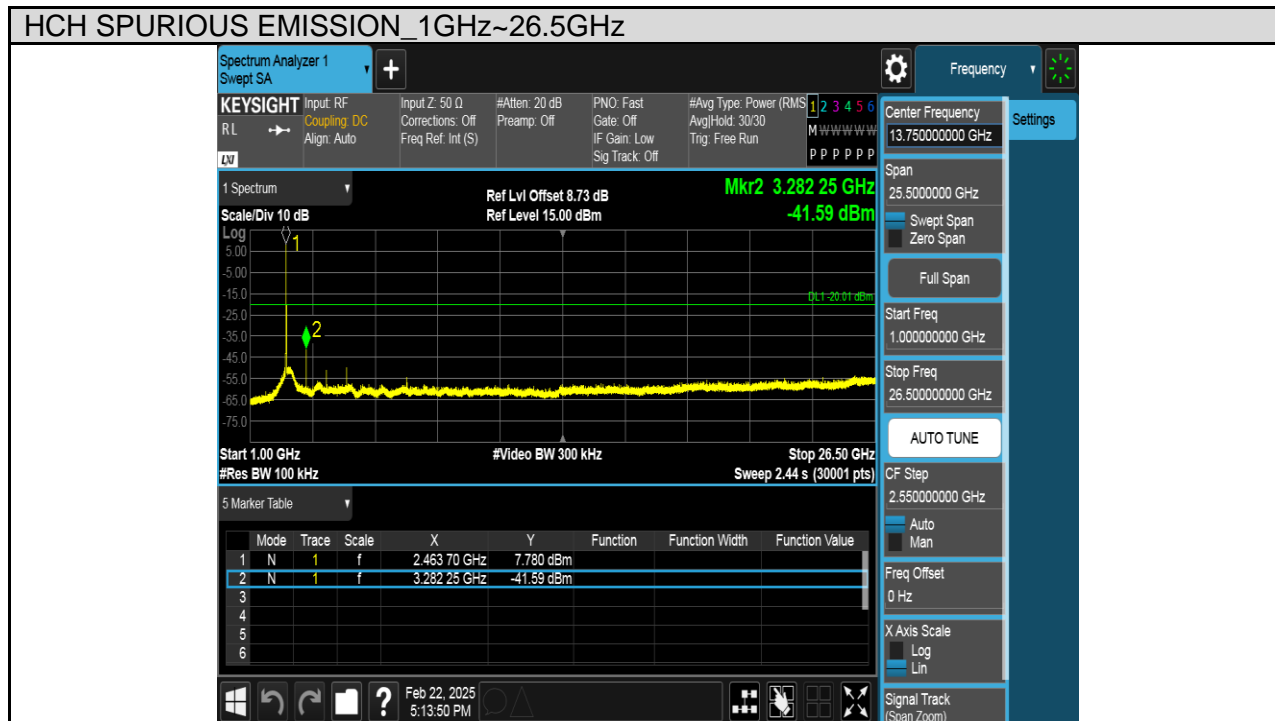 HCH SPURIOUS EMISSION_1GHz~26.5GHz
Spectrum Analyzer 1
Swept SA
+
Frequency
KEYSIGHT
RL
LXI
Input: RF
Coupling: DC
Align: Auto
Input Z: 50 Ω
Corrections: Off
Freq Ref: Int (S)
#Atten: 20 dB
Preamp: Off
PNO: Fast
Gate: Off
IF Gain: Low
Sig Track: Off
#Avg Type: Power (RMS
Avg|Hold: 30/30
Trig: Free Run
1 2 3 4 5 6
M W W W W W
P P P P P P
1 Spectrum
Scale/Div 10 dB
Ref Lvl Offset 8.73 dB
Ref Level 15.00 dBm
Mkr2 3.282 25 GHz
-41.59 dBm
Log
5.00
-5.00
-15.0
-25.0
-35.0
-45.0
-55.0
-65.0
-75.0
1
2
DL1 -20.01 dBm
Start 1.00 GHz
#Video BW 300 kHz
Stop 26.50 GHz
#Res BW 100 kHz
Sweep 2.44 s (30001 pts)
5 Marker Table
Mode Trace Scale X Y Function Function Width Function Value
1 N 1 f 2.463 70 GHz 7.780 dBm
2 N 1 f 3.282 25 GHz -41.59 dBm
3
4
5
6
?
Feb 22, 2025
5:13:50 PM
Center Frequency
13.750000000 GHz
Settings
Span
25.5000000 GHz
Swept Span
Zero Span
Full Span
Start Freq
1.000000000 GHz
Stop Freq
26.500000000 GHz
AUTO TUNE
CF Step
2.550000000 GHz
Auto
Man
Freq Offset
0 Hz
X Axis Scale
Log
Lin
Signal Track
(Span Zoom)